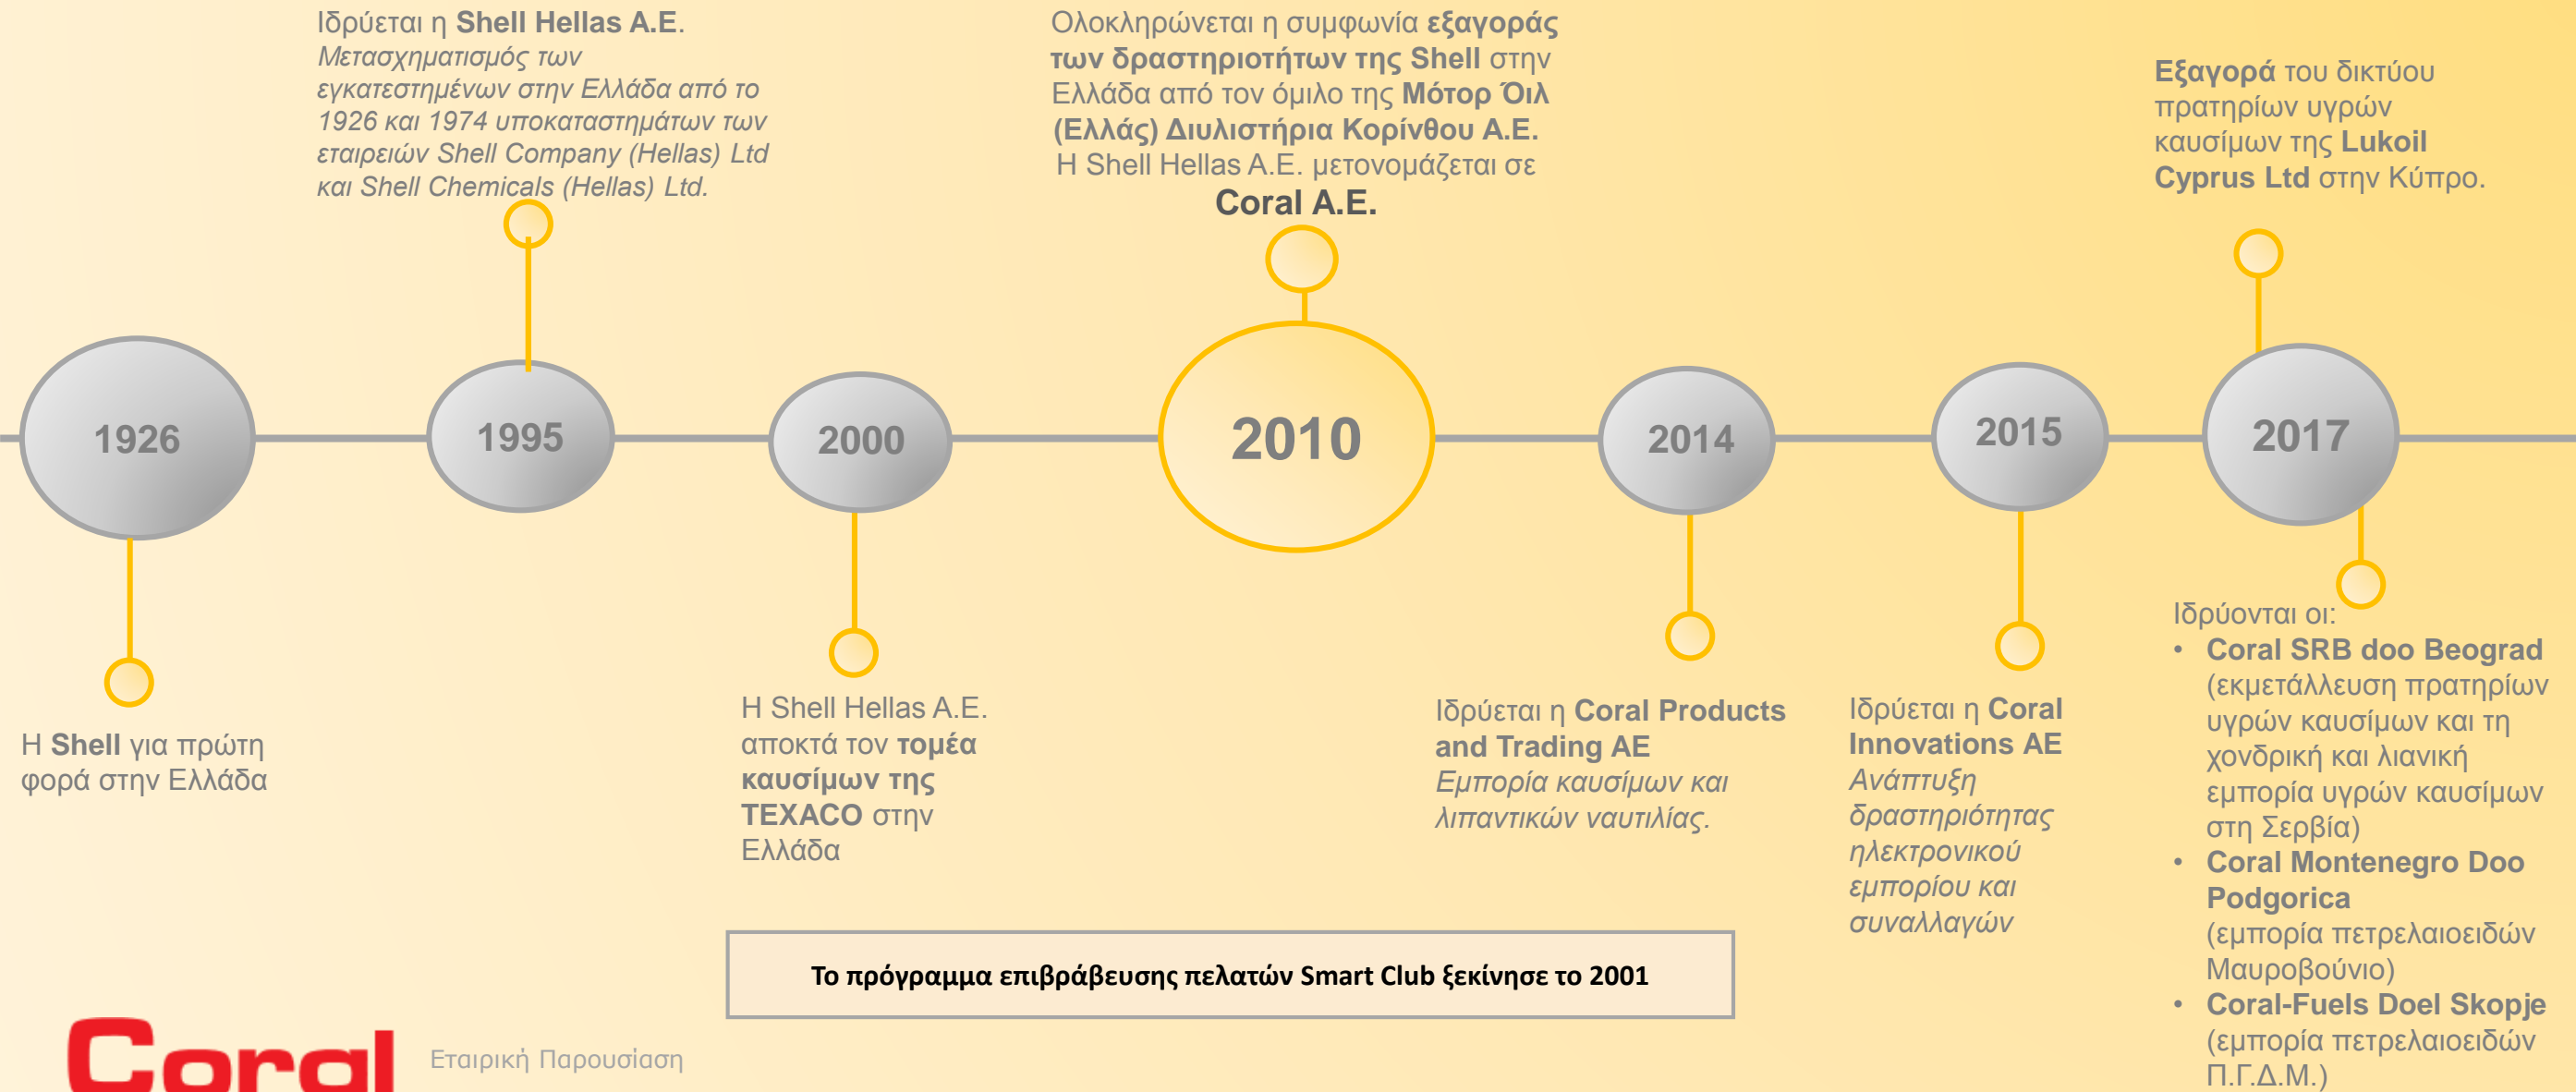 Ιδρύεται η Shell Hellas Α.Ε.
Μετασχηματισμός των
εγκατεστημένων στην Ελλάδα από το
1926 και 1974 υποκαταστημάτων των
εταιρειών Shell Company (Hellas) Ltd
και Shell Chemicals (Hellas) Ltd.
Ολοκληρώνεται η συμφωνία εξαγοράς
των δραστηριοτήτων της Shell στην
Ελλάδα από τον όμιλο της Μότορ Όιλ
(Ελλάς) Διυλιστήρια Κορίνθου Α.Ε.
Η Shell Hellas Α.Ε. μετονομάζεται σε
Coral A.E.
Εξαγορά του δικτύου
πρατηρίων υγρών
καυσίμων της Lukoil
Cyprus Ltd στην Κύπρο.
1926
1995
2000
2010
2014
2015
2017
Η Shell για πρώτη
φορά στην Ελλάδα
Η Shell Hellas Α.Ε.
αποκτά τον τομέα
καυσίμων της
TEXACO στην
Ελλάδα
Ιδρύεται η Coral Products
and Trading AE
Εμπορία καυσίμων και
λιπαντικών ναυτιλίας.
Ιδρύεται η Coral
Innovations AE
Ανάπτυξη
δραστηριότητας
ηλεκτρονικού
εμπορίου και
συναλλαγών
Ιδρύονται οι:
• Coral SRB doo Beograd
(εκμετάλλευση πρατηρίων
υγρών καυσίμων και τη
χονδρική και λιανική
εμπορία υγρών καυσίμων
στη Σερβία)
• Coral Montenegro Doo
Podgorica
(εμπορία πετρελαιοειδών
Μαυροβούνιο)
• Coral-Fuels Doel Skopje
(εμπορία πετρελαιοειδών
Π.Γ.Δ.Μ.)
Το πρόγραμμα επιβράβευσης πελατών Smart Club ξεκίνησε το 2001
Coral
Εταιρική Παρουσίαση